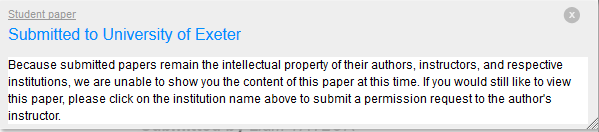 Student paper
Submitted to University of Exeter
Because submitted papers remain the intellectual property of their authors, instructors, and respective
institutions, we are unable to show you the content of this paper at this time. If you would still like to view
this paper, please click on the institution name above to submit a permission request to the author's
instructor.